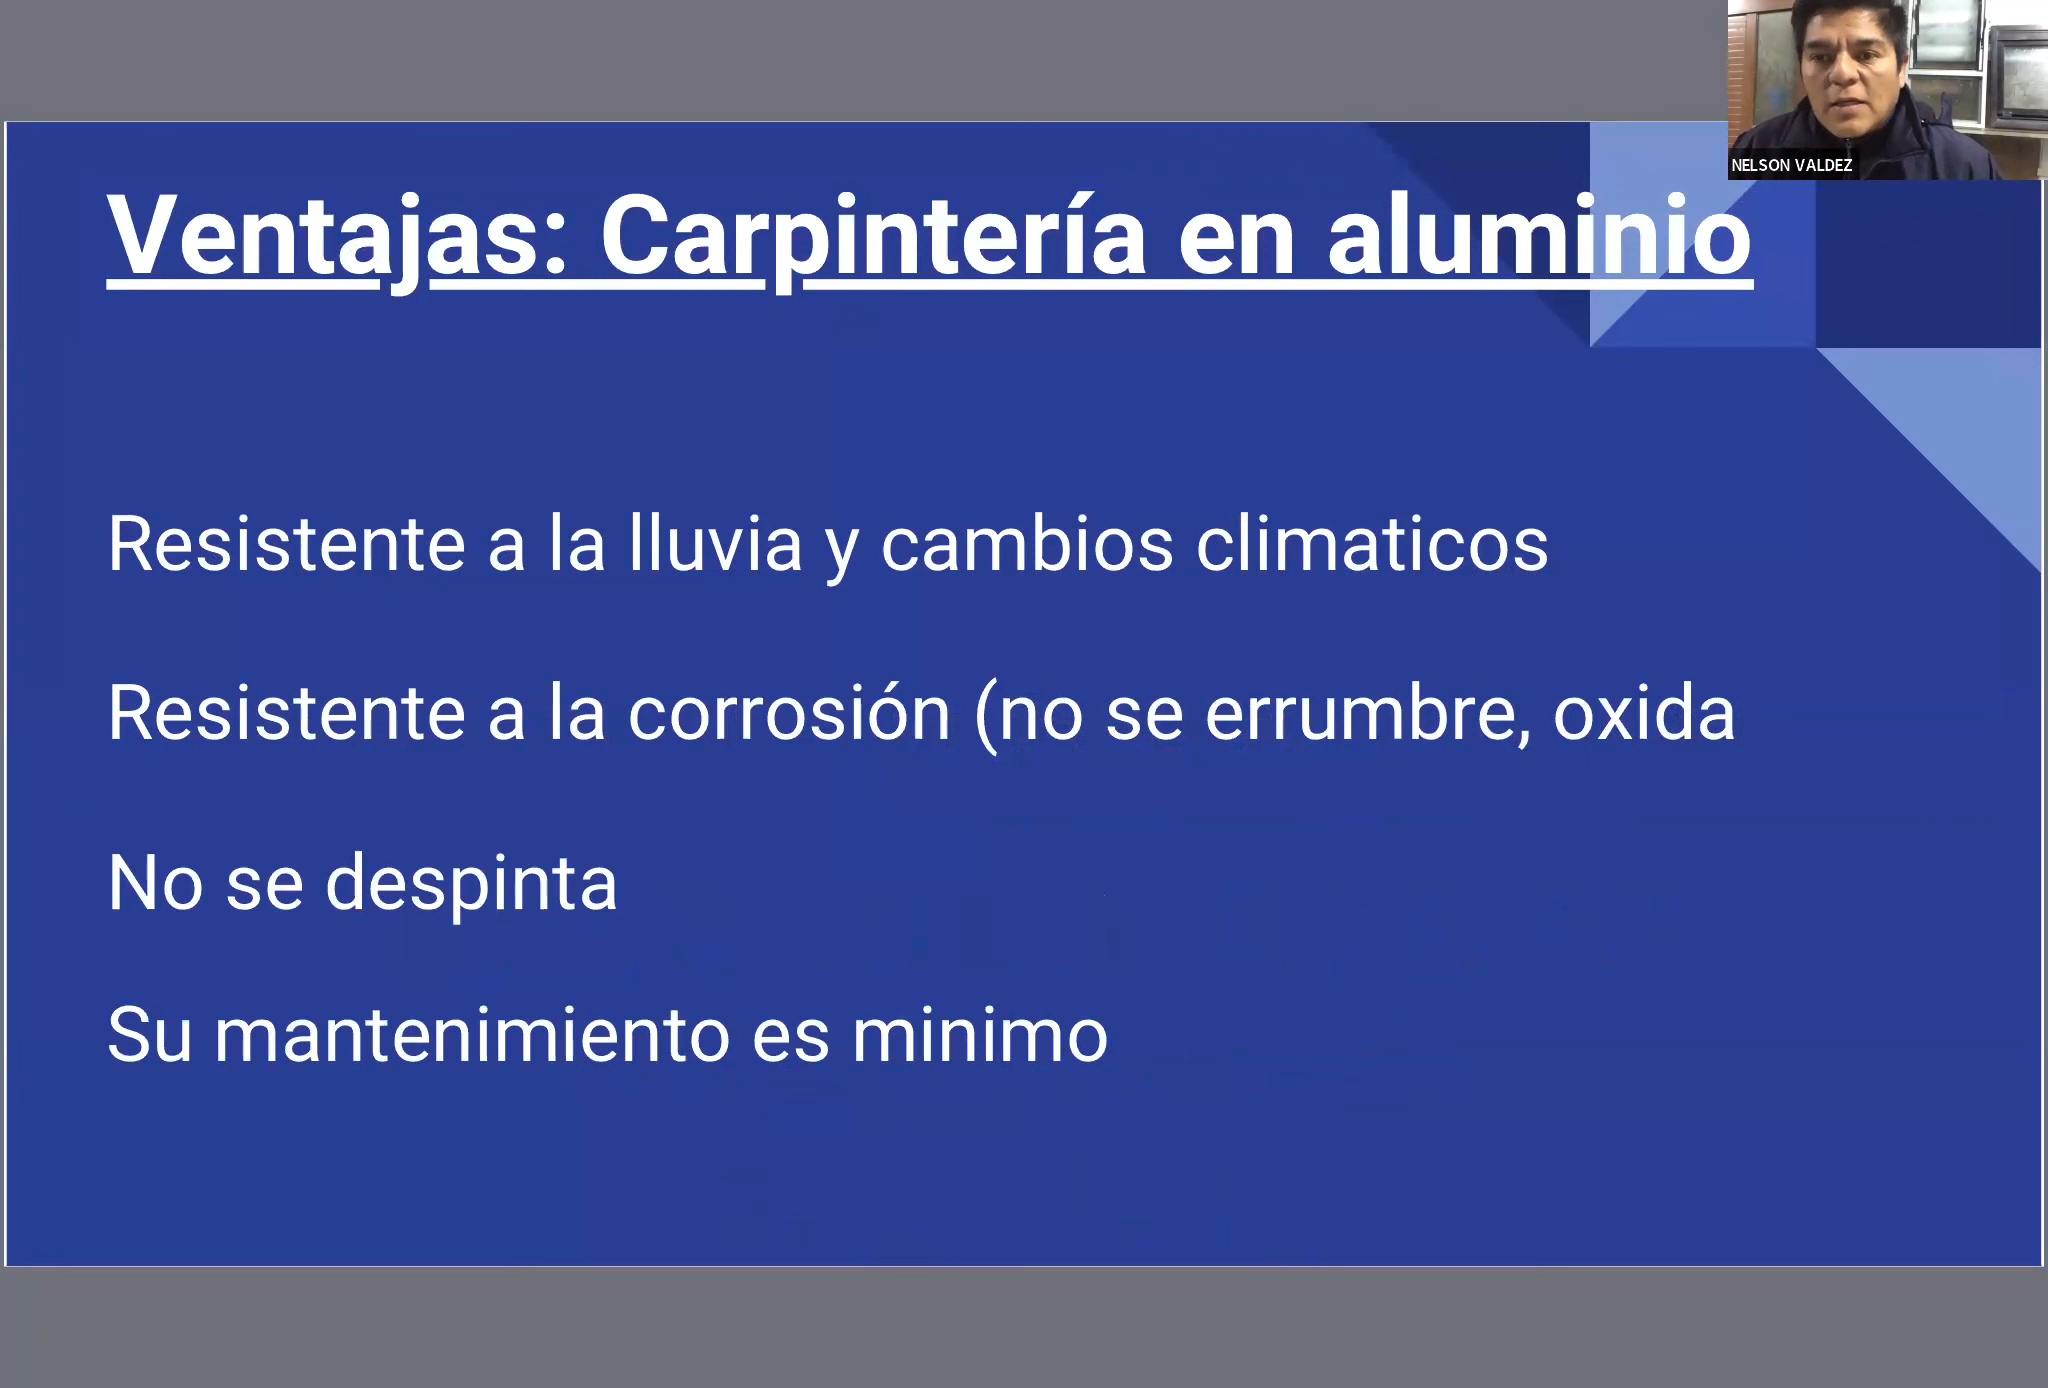 NELSON VALDEZ
Ventajas: Carpintería en aluminio
Resistente a la lluvia y cambios climaticos
Resistente a la corrosión (no se errumbre, oxida
No se despinta
Su mantenimiento es minimo